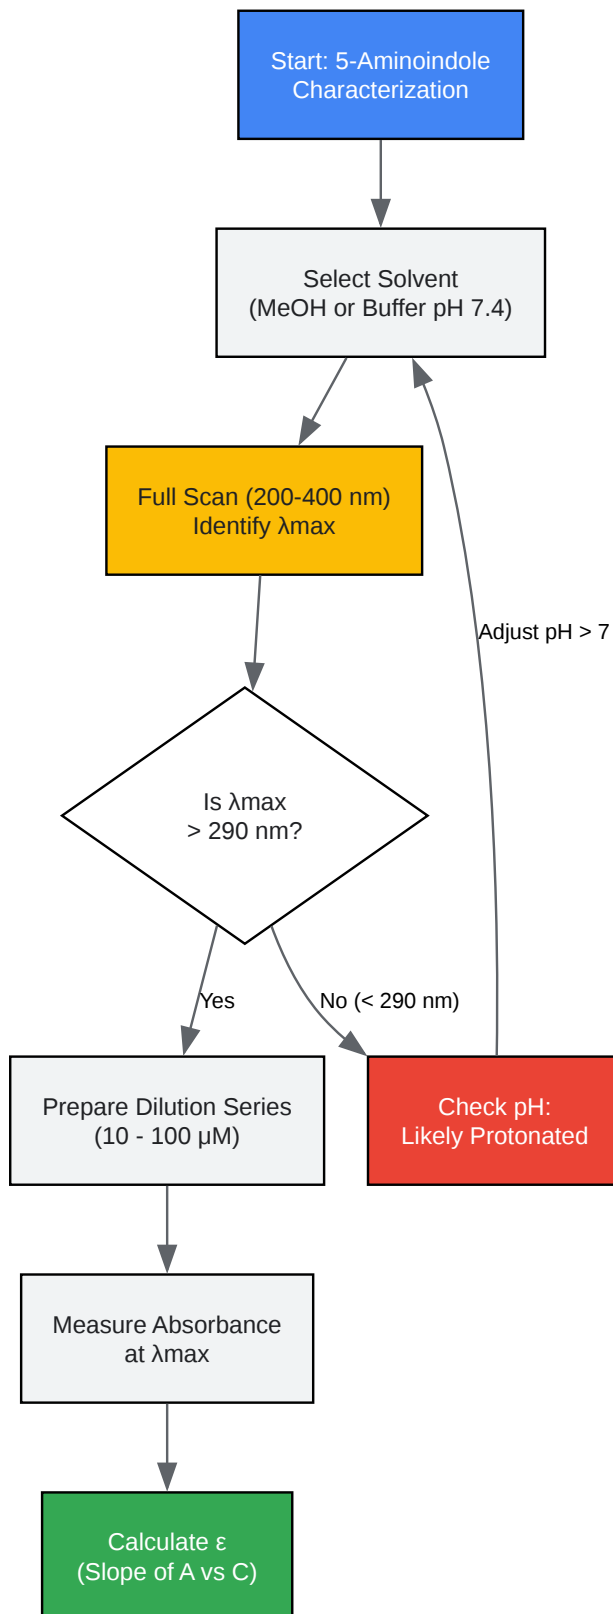 Start: 5-Aminoindole
Characterization
Select Solvent
(MeOH or Buffer pH 7.4)
Full Scan (200-400 nm)
Identify λmax
Adjust pH > 7
Is λmax
> 290 nm?
Yes
No (< 290 nm)
Prepare Dilution Series
(10 - 100 μM)
Check pH:
Likely Protonated
Measure Absorbance
at λmax
Calculate ε
(Slope of A vs C)